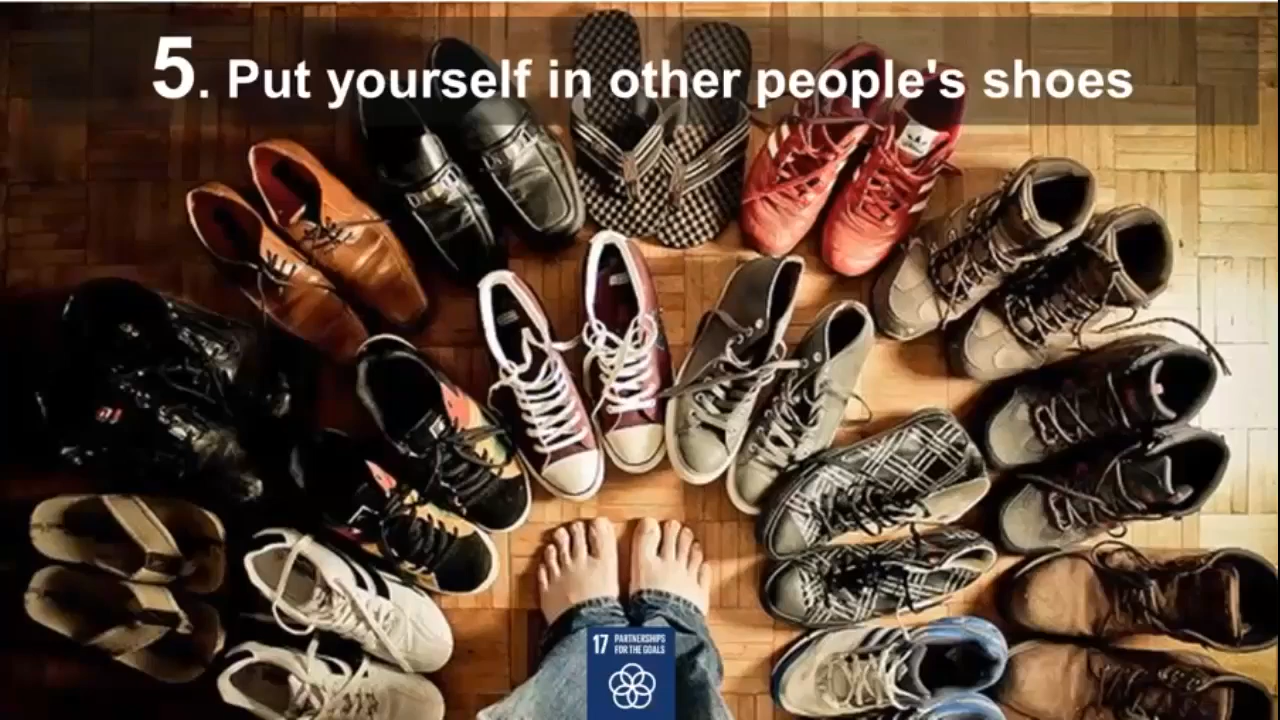 5. Put yourself in other people's shoes
17 PARTNERSHIPS
FOR THE GOALS